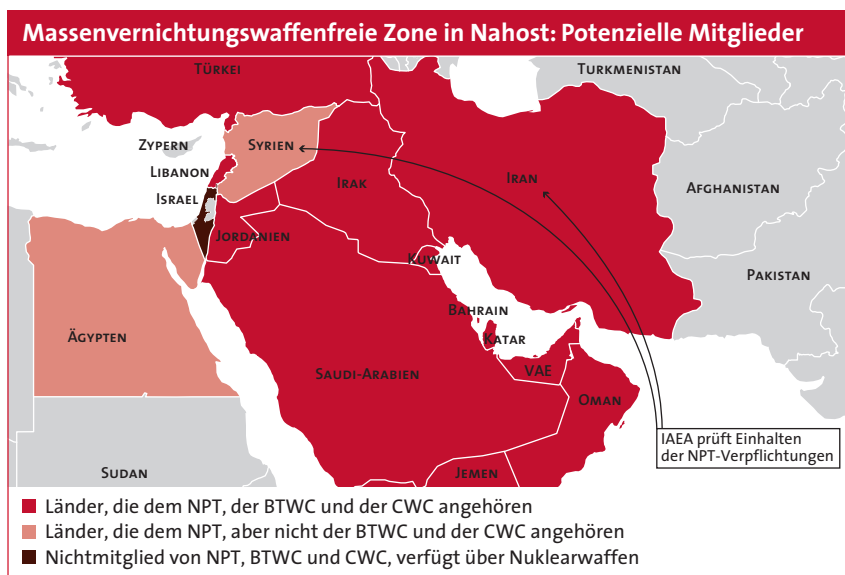 Massenvernichtungswaffenfreie Zone in Nahost: Potenzielle Mitglieder
Türkei
Turkmenistan
Zypern
Syrien
Libanon
Irak
Iran
Israel
Afghanistan
Jordanien
Kuwait
Pakistan
Bahrain
Ägypten
Katar
Saudi-Arabien
VAE
Oman
IAEA prüft Einhalten
der NPT-Verpflichtungen
Sudan
Jemen
Länder, die dem NPT, der BTWC und der CWC angehören
Länder, die dem NPT, aber nicht der BTWC und der CWC angehören
Nichtmitglied von NPT, BTWC und CWC, verfügt über Nuklearwaffen